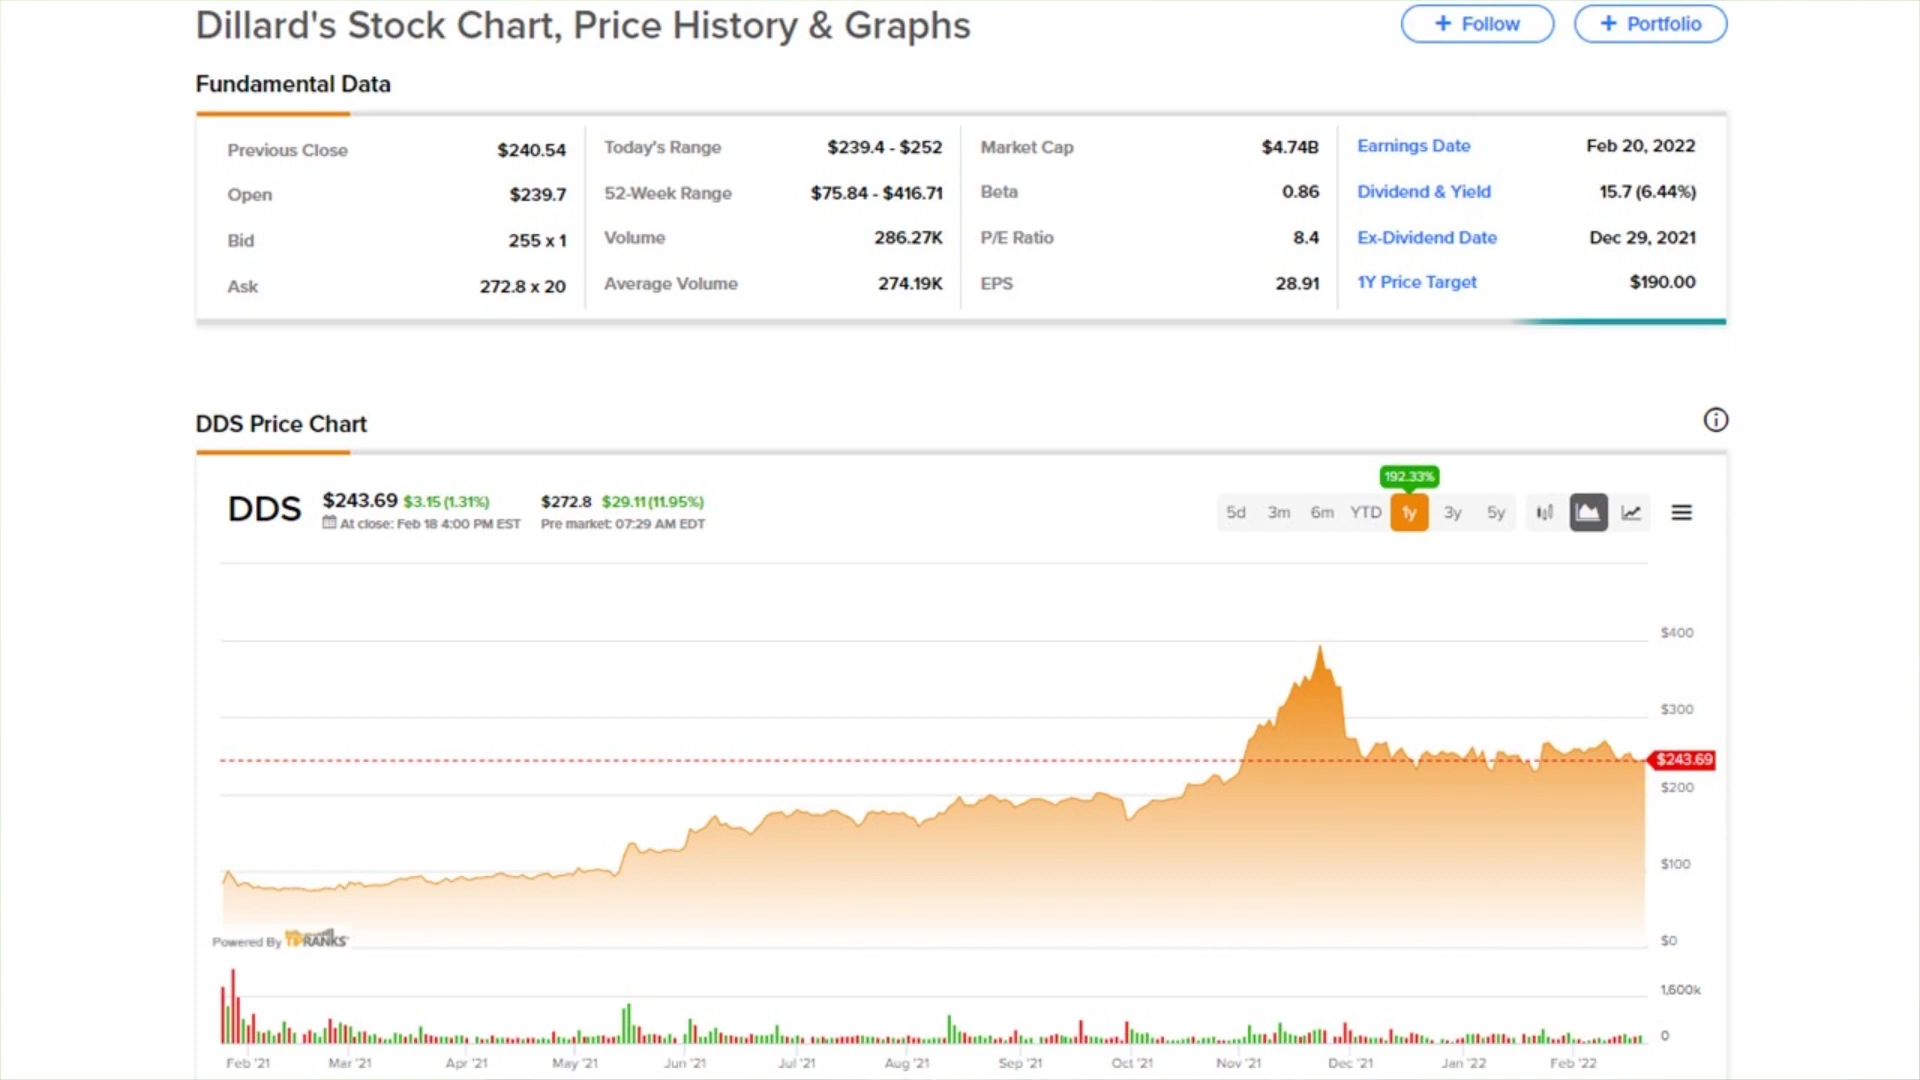 Dillard's Stock Chart, Price History & Graphs
+ Follow
+ Portfolio
Fundamental Data
Previous Close $240.54
Open $239.7
Bid 255 x 1
Ask 272.8 x 20
Today's Range $239.4 - $252
52-Week Range $75.84 - $416.71
Volume 286.27K
Average Volume 274.19K
Market Cap $4.74B
Beta 0.86
P/E Ratio 8.4
EPS 28.91
Earnings Date Feb 20, 2022
Dividend & Yield 15.7 (6.44%)
Ex-Dividend Date Dec 29, 2021
1Y Price Target $190.00
DDS Price Chart
DDS
$243.69 $3.15 (1.31%)
At close: Feb 18 4:00 PM EST
$272.8 $29.11 (11.95%)
Pre market: 07:29 AM EDT
192.33%
5d 3m 6m YTD 1y 3y 5y
$400
$300
$243.69
$200
$100
$0
Powered By TIPRANKS
1,600k
0
Feb '21 Mar '21 Apr '21 May '21 Jun '21 Jul '21 Aug '21 Sep '21 Oct '21 Nov '21 Dec '21 Jan '22 Feb '22